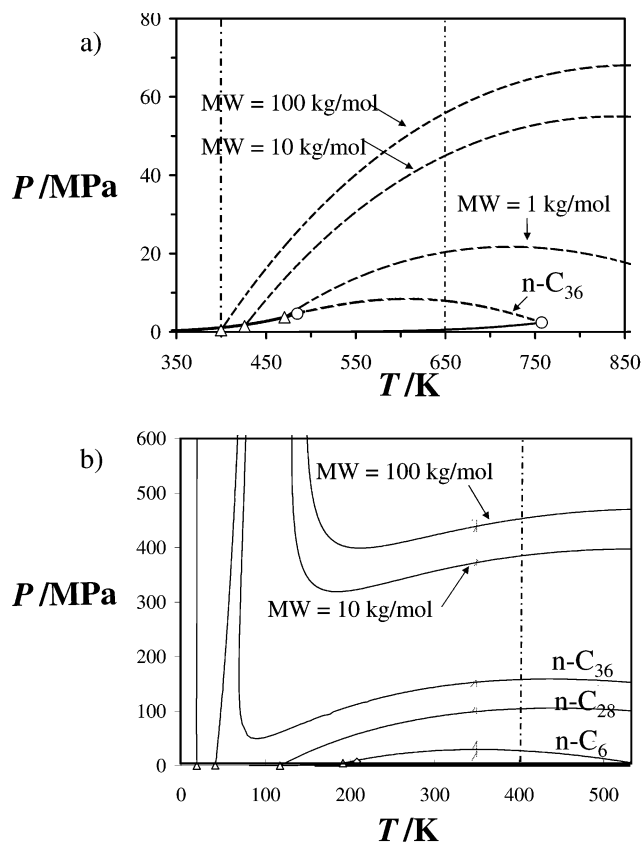 a)
80
60
40
20
0
P /MPa
MW = 100 kg/mol
MW = 10 kg/mol
MW = 1 kg/mol
n-C36
350 450 550 650 750 850
T /K
b)
600
500
400
300
200
100
0
P /MPa
MW = 100 kg/mol
MW = 10 kg/mol
n-C36
n-C28
n-C6
0 100 200 300 400 500
T /K